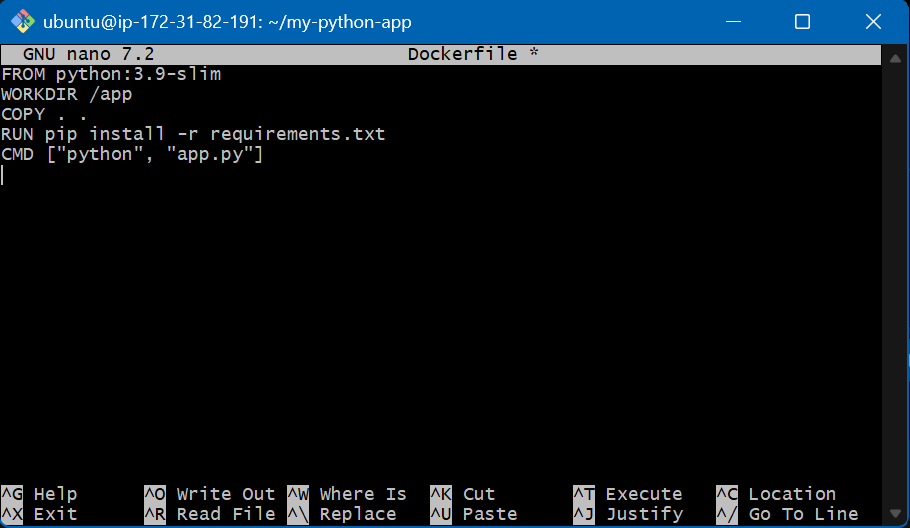 ubuntu@ip-172-31-82-191: ~/my-python-app
GNU nano 7.2 Dockerfile *
FROM python:3.9-slim
WORKDIR /app
COPY . .
RUN pip install -r requirements.txt
CMD ["python", "app.py"]
^G Help ^O Write Out ^W Where Is ^K Cut ^T Execute ^C Location
^X Exit ^R Read File ^\ Replace ^U Paste ^J Justify ^/ Go To Line